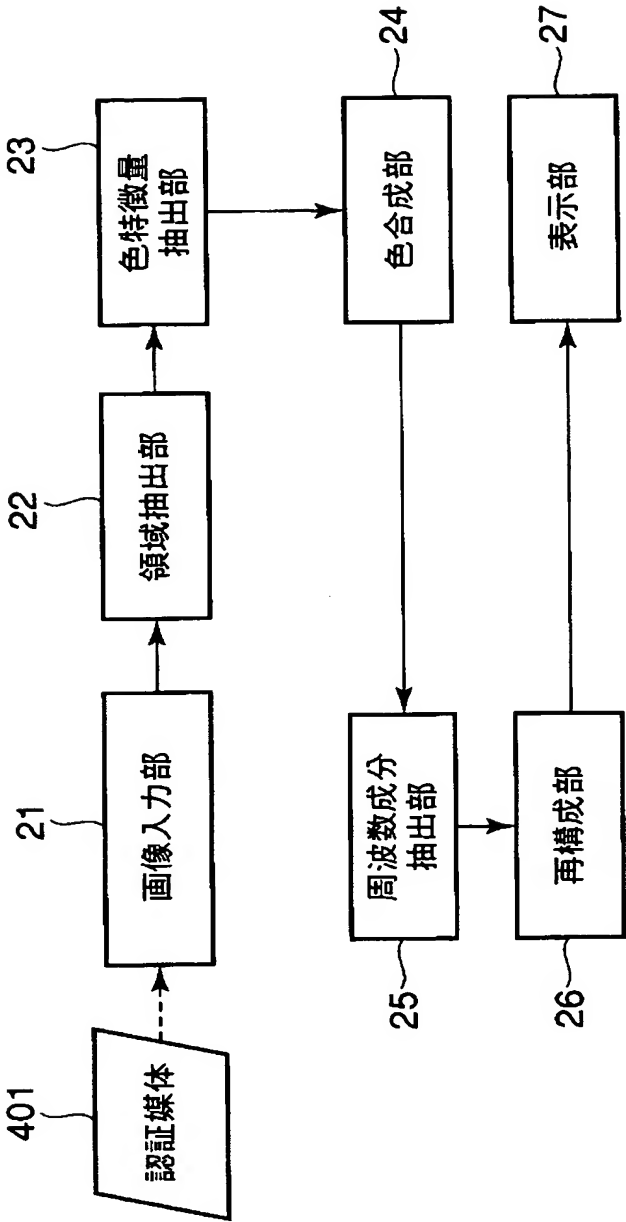 401
認証媒体
21
画像入力部
22
領域抽出部
23
色特徴量
抽出部
24
色合成部
25
周波数成分
抽出部
26
再構成部
27
表示部